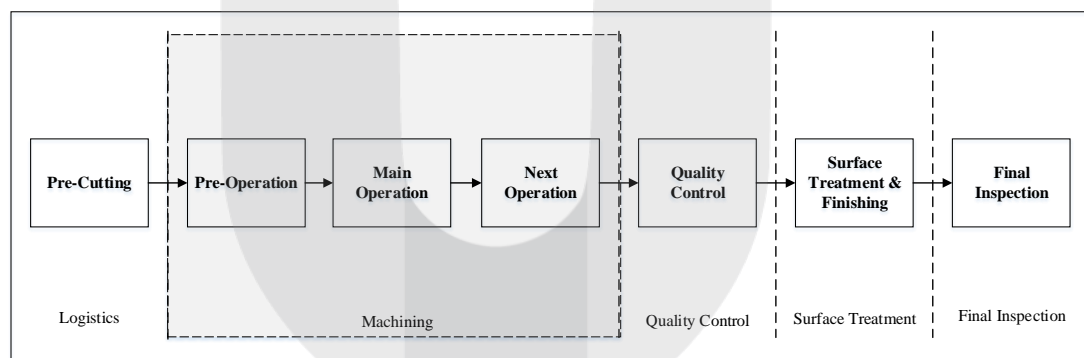 Pre-Cutting
Pre-Operation
Main
Operation
Next
Operation
Quality
Control
Surface
Treatment &
Finishing
Final
Inspection
Logistics
Machining
Quality Control
Surface Treatment
Final Inspection